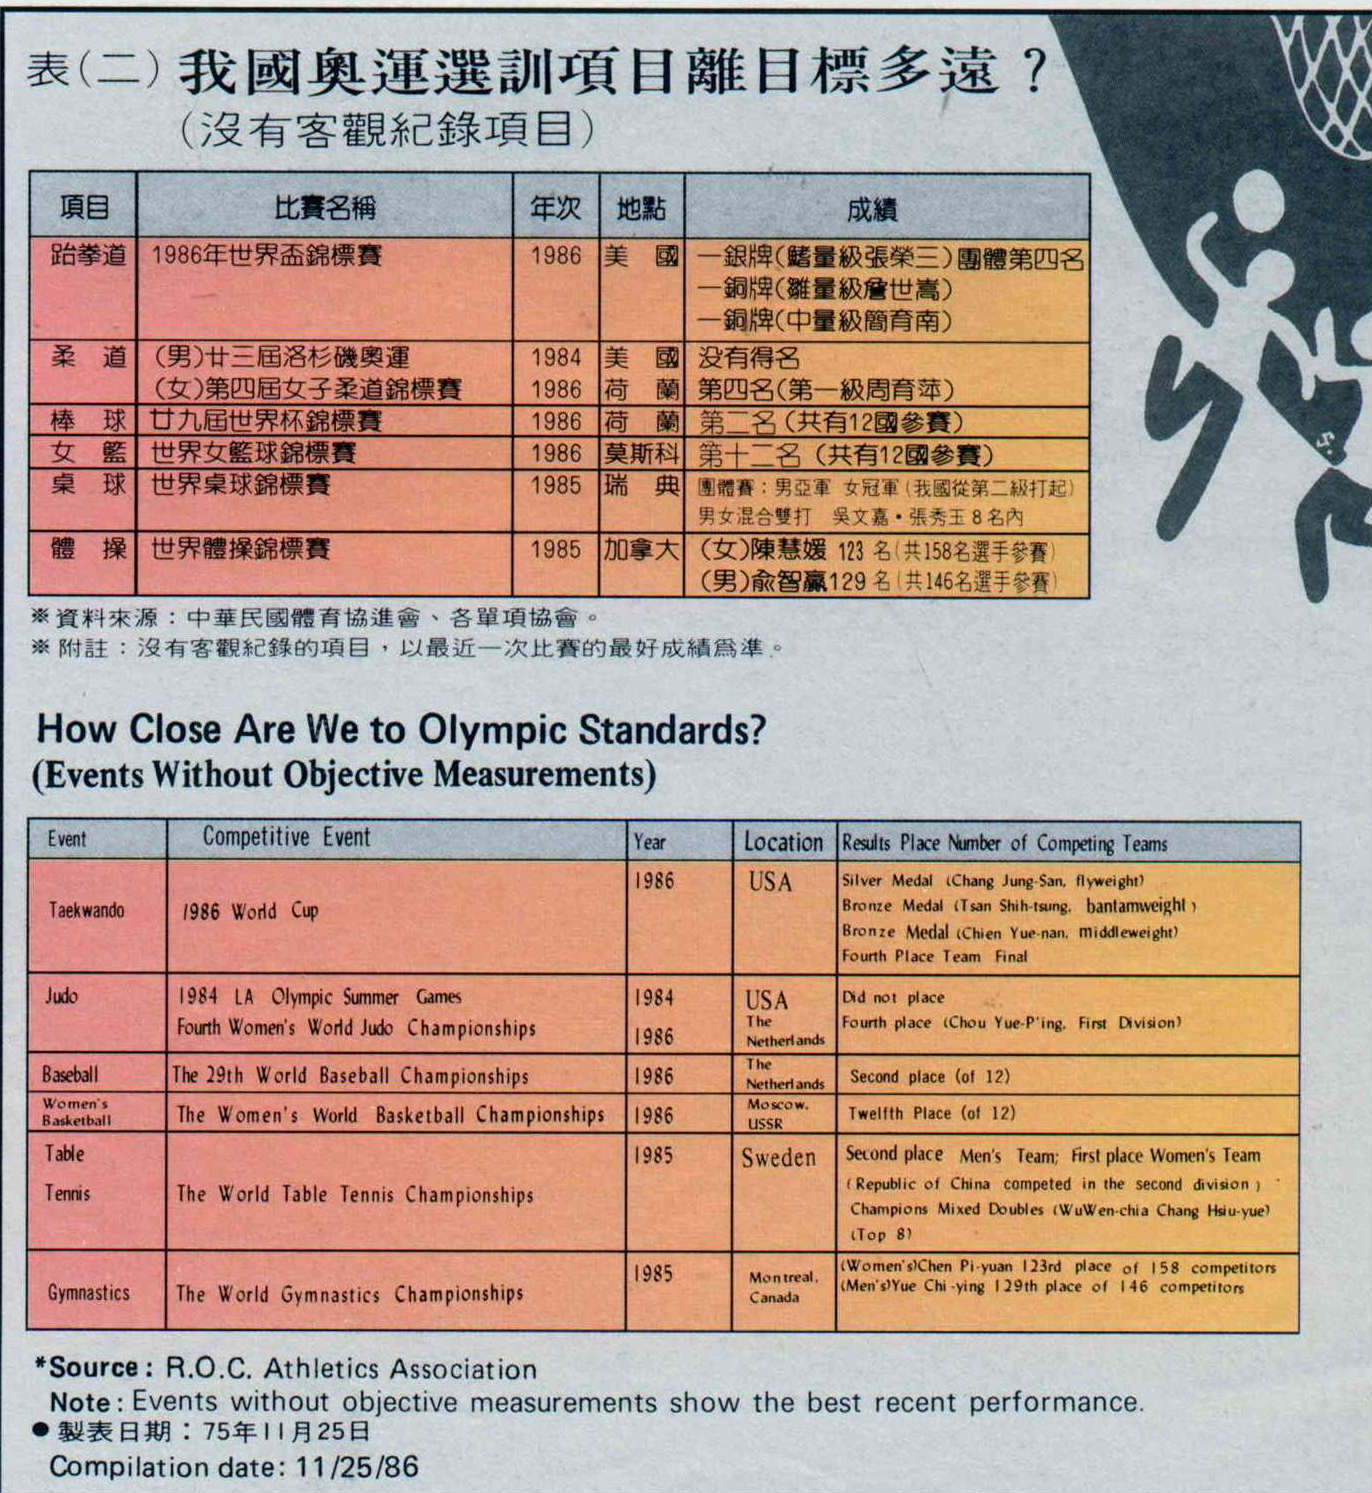 表(二)我國奧運選訓項目離目標多遠？
(沒有客觀紀錄項目)
項目 比賽名稱 年次 地點 成績
跆拳道 1986年世界盃錦標賽 1986 美國 一銀牌(鰭量級張榮三)團體第四名
一銅牌(雛量級詹世嵩)
一銅牌(中量級簡育南)
柔道 (男)廿三屆洛杉磯奧運 1984 美國 沒有得名
(女)第四屆女子柔道錦標賽 1986 荷蘭 第四名(第一級周育萍)
棒球 廿九屆世界杯錦標賽 1986 荷蘭 第二名(共有12國參賽)
女籃 世界女籃球錦標賽 1986 莫斯科 第十二名(共有12國參賽)
桌球 世界桌球錦標賽 1985 瑞典 團體賽：男亞軍 女冠軍(我國從第二級打起)
男女混合雙打 吳文嘉・張秀玉8名內
體操 世界體操錦標賽 1985 加拿大 (女)陳慧媛 123 名(共158名選手參賽)
(男)俞智贏129名(共146名選手參賽)
※資料來源：中華民國體育協進會、各單項協會。
※附註：沒有客觀紀錄的項目，以最近一次比賽的最好成績爲準。
How Close Are We to Olympic Standards?
(Events Without Objective Measurements)
Event Competitive Event Year Location Results Place Number of Competing Teams
Taekwando 1986 World Cup 1986 USA Silver Medal (Chang Jung-San, flyweight)
Bronze Medal (Tsan Shih-tsung, bantamweight)
Bronze Medal (Chien Yue-nan, middleweight)
Fourth Place Team Final
Judo 1984 LA Olympic Summer Games 1984 USA Did not place
Fourth Women's World Judo Championships 1986 The Netherlands Fourth place (Chou Yue-P'ing, First Division)
Baseball The 29th World Baseball Championships 1986 The Netherlands Second place (of 12)
Women's Basketball The Women's World Basketball Championships 1986 Moscow, USSR Twelfth Place (of 12)
Table Tennis The World Table Tennis Championships 1985 Sweden Second place Men's Team; First place Women's Team
(Republic of China competed in the second division)
Champions Mixed Doubles (WuWen-chia Chang Hsiu-yue)
(Top 8)
Gymnastics The World Gymnastics Championships 1985 Montreal, Canada (Women's)Chen Pi-yuan 123rd place of 158 competitors
(Men's)Yue Chi-ying 129th place of 146 competitors
*Source: R.O.C. Athletics Association
Note: Events without objective measurements show the best recent performance.
●製表日期：75年11月25日
Compilation date: 11/25/86